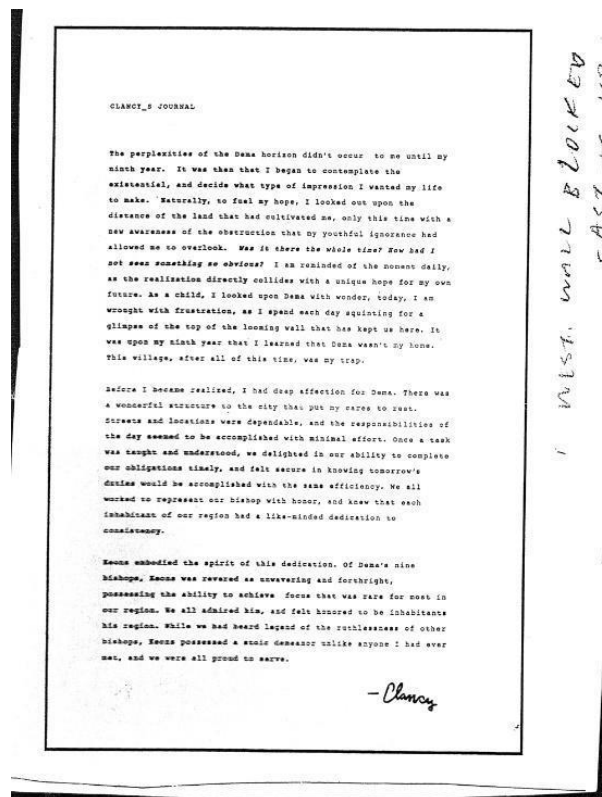 CLANCY_S JOURNAL
The perplexities of the Dema horizon didn't occur to me until my
ninth year. It was then that I began to contemplate the
existential, and decide what type of impression I wanted my life
to make. Naturally, to fuel my hope, I looked out upon the
distance of the land that had cultivated me, only this time with a
new awareness of the obstruction that my youthful ignorance had
allowed me to overlook. Was it there the whole time? How had I
not seen something so obvious? I am reminded of the moment daily,
as the realization directly collides with a unique hope for my own
future. As a child, I looked upon Dema with wonder, today, I am
wrought with frustration, as I spend each day squinting for a
glimpse of the top of the looming wall that has kept us here. It
was upon my ninth year that I learned that Dema wasn't my home.
This village, after all of this time, was my trap.
Before I became realized, I had deep affection for Dema. There was
a wonderful structure to the city that put my cares to rest.
Streets and locations were dependable, and the responsibilities of
the day seemed to be accomplished with minimal effort. Once a task
was taught and understood, we delighted in our ability to complete
our obligations timely, and felt secure in knowing tomorrow's
duties would be accomplished with the same efficiency. We all
worked to represent our bishop with honor, and knew that each
inhabitant of our region had a like-minded dedication to
consistency.
Keons embodied the spirit of this dedication. Of Dema's nine
bishops, Keons was revered as unwavering and forthright,
possessing the ability to achieve focus that was rare for most in
our region. We all admired him, and felt honored to be inhabitants
his region. While we had heard legend of the ruthlessness of other
bishops, Keons possessed a stoic demeanor unlike anyone I had ever
met, and we were all proud to serve.
— Clancy
WEST. WALL BLOCKED